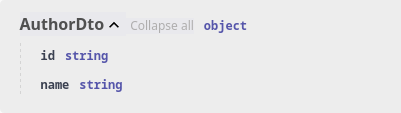 AuthorDto Collapse all object
id string
name string